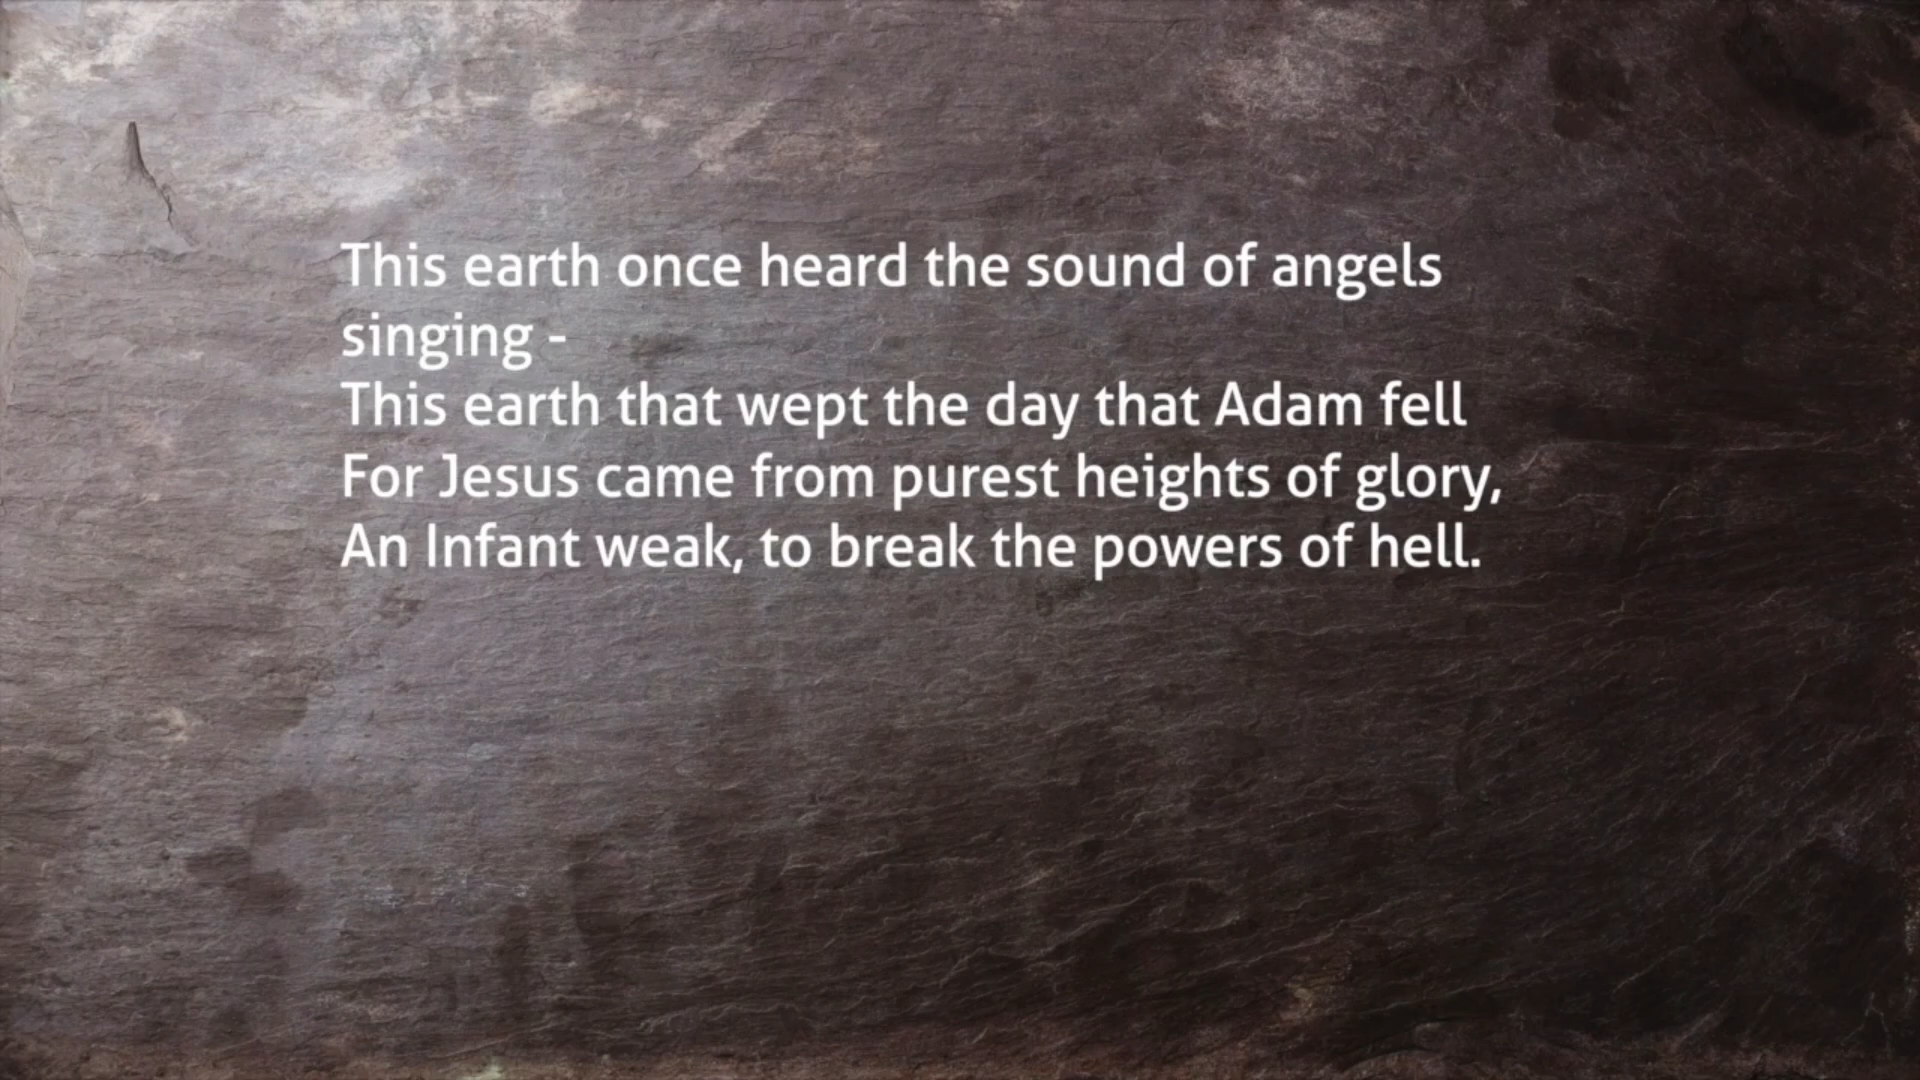 This earth once heard the sound of angels
singing -
This earth that wept the day that Adam fell
For Jesus came from purest heights of glory,
An Infant weak, to break the powers of hell.